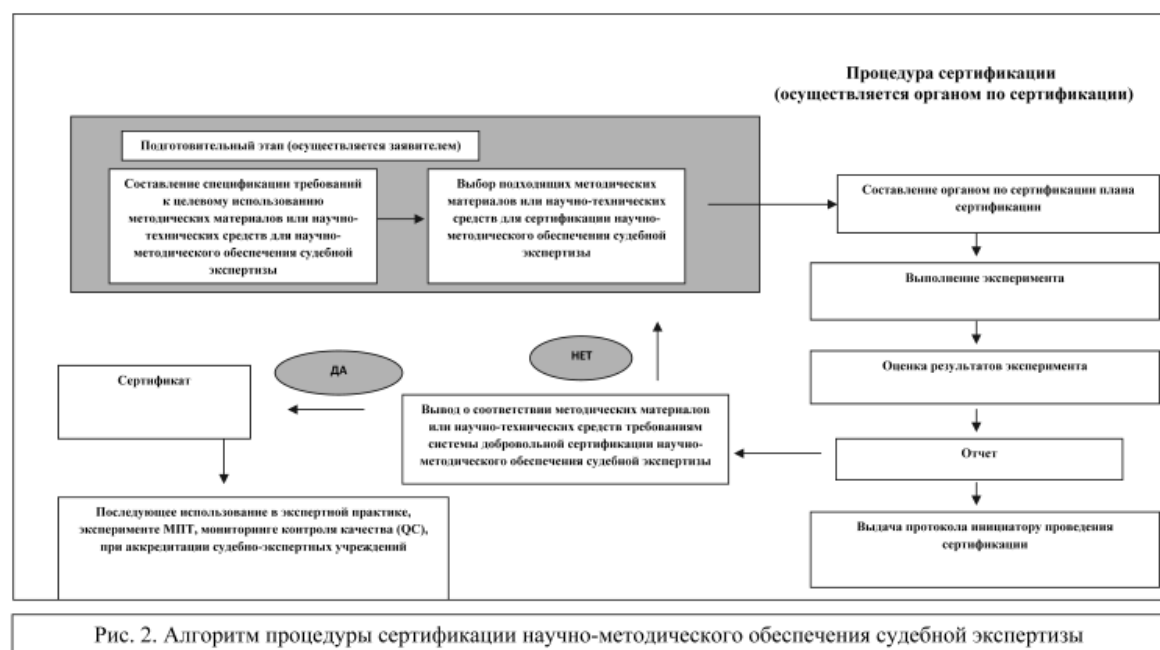 Процедура сертификации
(осуществляется органом по сертификации)
Подготовительный этап (осуществляется заявителем)
Составление спецификации требований
к целевому использованию
методических материалов или научно-
технических средств для научно-
методического обеспечения судебной
экспертизы
Выбор подходящих методических
материалов или научно-технических
средств для сертификации научно-
методического обеспечения судебной
экспертизы
Составление органом по сертификации плана
сертификации
Выполнение эксперимента
Оценка результатов эксперимента
Отчет
Выдача протокола инициатору проведения
сертификации
НЕТ
ДА
Вывод о соответствии методических материалов
или научно-технических средств требованиям
системы добровольной сертификации научно-
методического обеспечения судебной экспертизы
Сертификат
Последующее использование в экспертной практике,
эксперименте МПТ, мониторинге контроля качества (QC),
при аккредитации судебно-экспертных учреждений
Рис. 2. Алгоритм процедуры сертификации научно-методического обеспечения судебной экспертизы